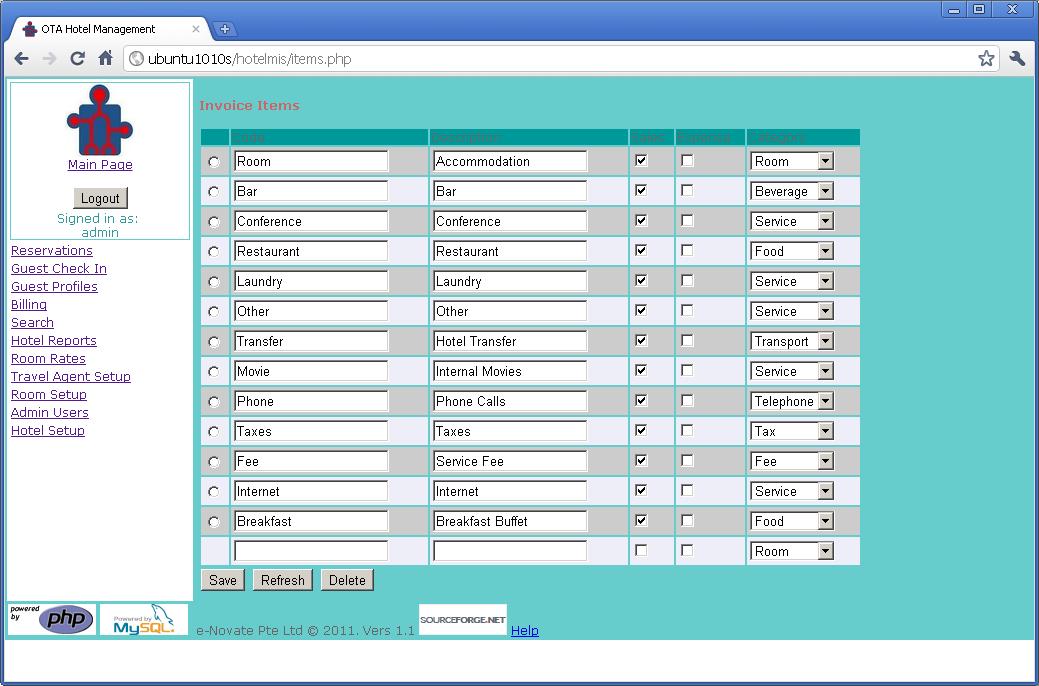 OTA Hotel Management
ubuntu1010s/hotelmis/items.php
Main Page
Logout
Signed in as:
admin
Reservations
Guest Check In
Guest Profiles
Billing
Search
Hotel Reports
Room Rates
Travel Agent Setup
Room Setup
Admin Users
Hotel Setup
Invoice Items
Code Description Sales Expense Category
Room Accommodation Room
Bar Bar Beverage
Conference Conference Service
Restaurant Restaurant Food
Laundry Laundry Service
Other Other Service
Transfer Hotel Transfer Transport
Movie Internal Movies Service
Phone Phone Calls Telephone
Taxes Taxes Tax
Fee Service Fee Fee
Internet Internet Service
Breakfast Breakfast Buffet Food
Room
Save Refresh Delete
powered by php
Powered by MySQL.
e-Novate Pte Ltd © 2011. Vers 1.1
SOURCEFORGE.NET
Help